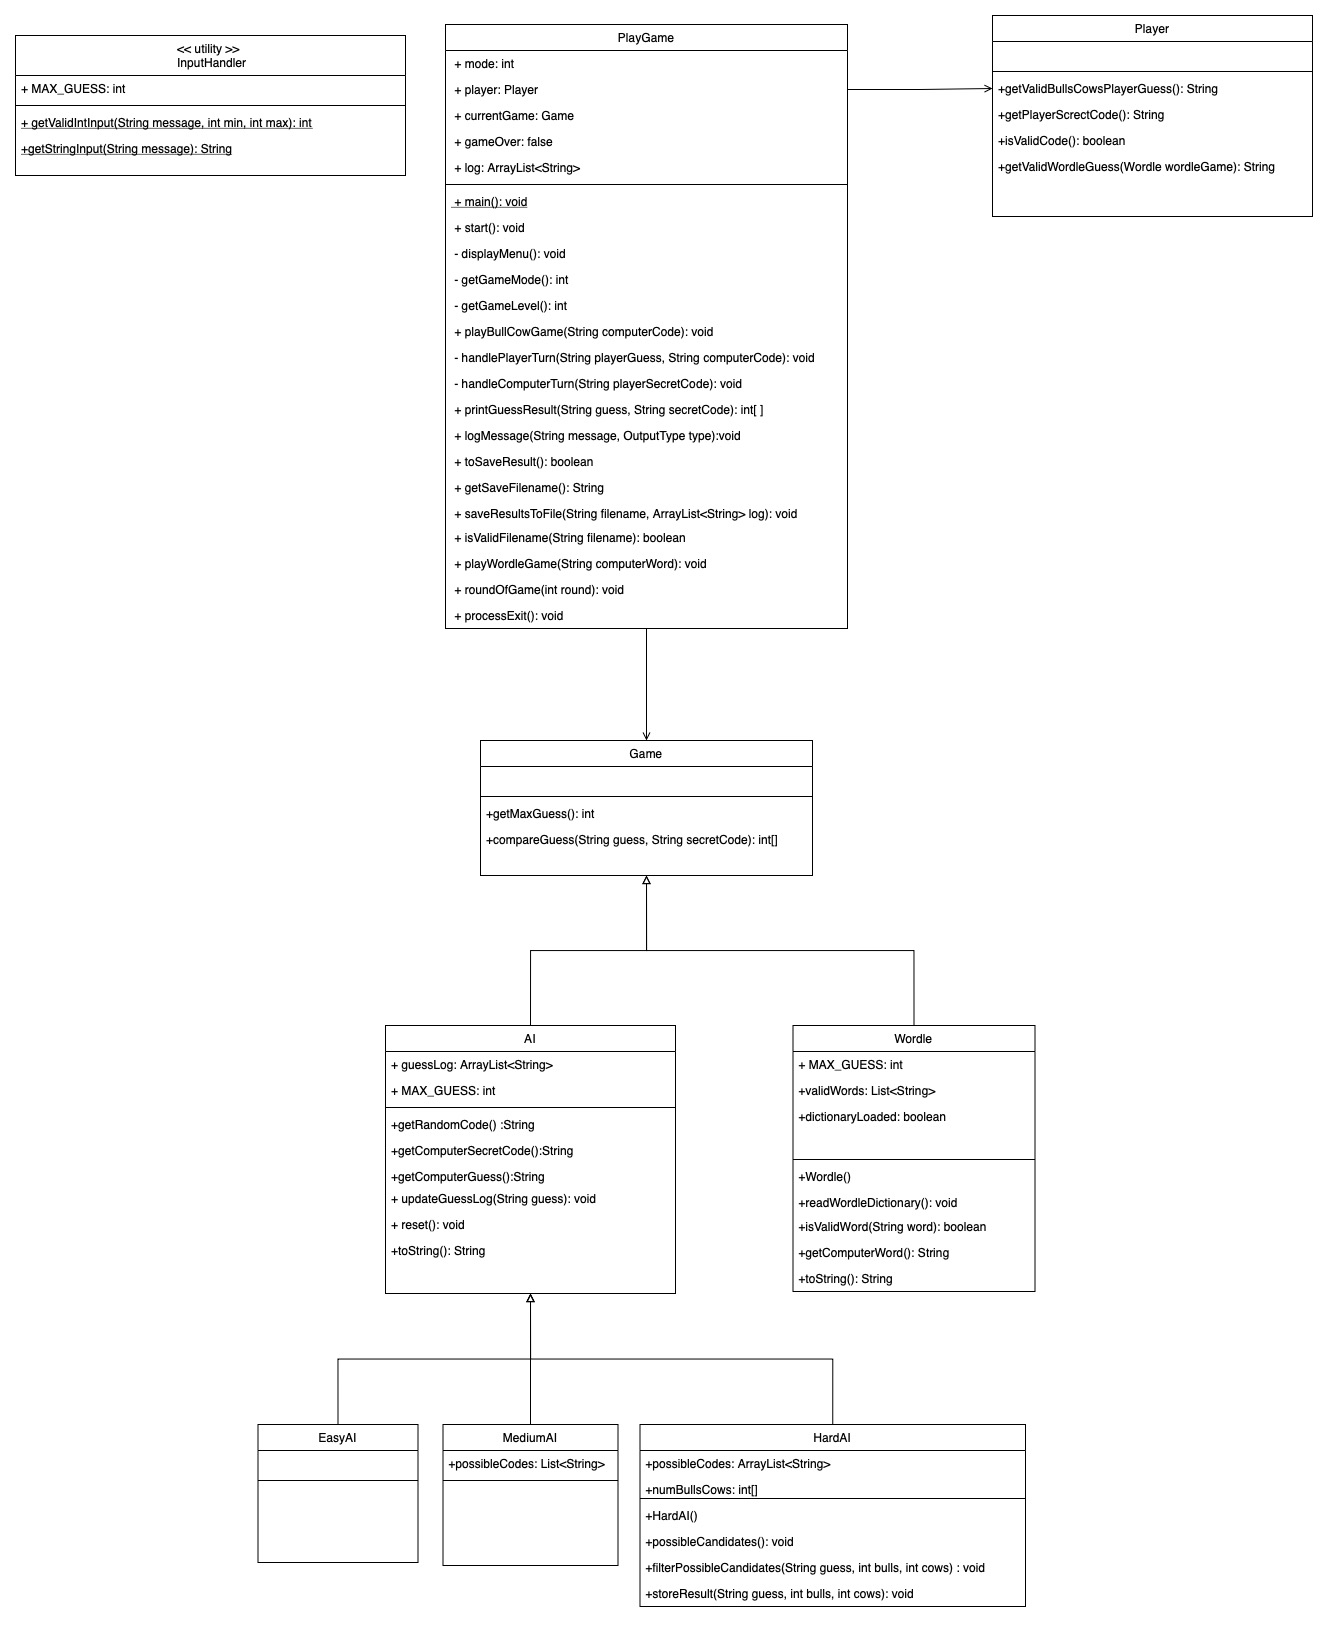 << utility >>
InputHandler
+ MAX_GUESS: int
+ getValidIntInput(String message, int min, int max): int
+getStringInput(String message): String
PlayGame
+ mode: int
+ player: Player
+ currentGame: Game
+ gameOver: false
+ log: ArrayList<String>
+ main(): void
+ start(): void
- displayMenu(): void
- getGameMode(): int
- getGameLevel(): int
+ playBullCowGame(String computerCode): void
- handlePlayerTurn(String playerGuess, String computerCode): void
- handleComputerTurn(String playerSecretCode): void
+ printGuessResult(String guess, String secretCode): int[ ]
+ logMessage(String message, OutputType type):void
+ toSaveResult(): boolean
+ getSaveFilename(): String
+ saveResultsToFile(String filename, ArrayList<String> log): void
+ isValidFilename(String filename): boolean
+ playWordleGame(String computerWord): void
+ roundOfGame(int round): void
+ processExit(): void
Player
+getValidBullsCowsPlayerGuess(): String
+getPlayerScrectCode(): String
+isValidCode(): boolean
+getValidWordleGuess(Wordle wordleGame): String
Game
+getMaxGuess(): int
+compareGuess(String guess, String secretCode): int[]
AI
+ guessLog: ArrayList<String>
+ MAX_GUESS: int
+getRandomCode() :String
+getComputerSecretCode():String
+getComputerGuess():String
+ updateGuessLog(String guess): void
+ reset(): void
+toString(): String
Wordle
+ MAX_GUESS: int
+validWords: List<String>
+dictionaryLoaded: boolean
+Wordle()
+readWordleDictionary(): void
+isValidWord(String word): boolean
+getComputerWord(): String
+toString(): String
EasyAI
MediumAI
+possibleCodes: List<String>
HardAI
+possibleCodes: ArrayList<String>
+numBullsCows: int[]
+HardAI()
+possibleCandidates(): void
+filterPossibleCandidates(String guess, int bulls, int cows) : void
+storeResult(String guess, int bulls, int cows): void